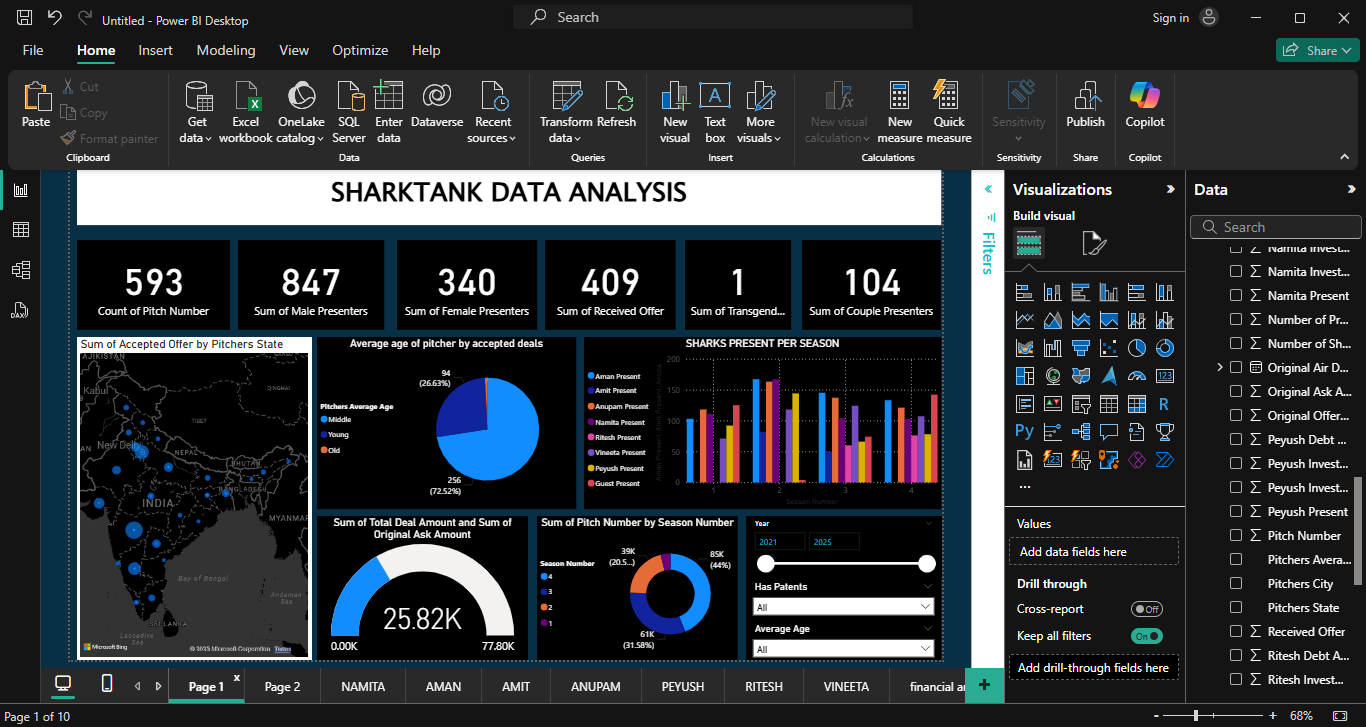 Untitled - Power BI Desktop
Search
Sign in
File
Home
Insert
Modeling
View
Optimize
Help
Share
Paste
Cut
Copy
Format painter
Clipboard
Get data
Excel workbook
OneLake catalog
SQL Server
Enter data
Dataverse
Recent sources
Data
Transform data
Refresh
Queries
New visual
Text box
More visuals
Insert
New visual calculation
New measure
Quick measure
Calculations
Sensitivity
Sensitivity
Publish
Share
Copilot
Copilot
SHARKTANK DATA ANALYSIS
593
Count of Pitch Number
847
Sum of Male Presenters
340
Sum of Female Presenters
409
Sum of Received Offer
1
Sum of Transgend...
104
Sum of Couple Presenters
Sum of Accepted Offer by Pitchers State
AJIKISTAN
Kabul
QINGHAI
TIBET
New Delhi
NEPAL
BHUTAN
BANGLADESH
INDIA
MYANMAR
Bay of Bengal
Andaman Sea
SRI LANKA
Laccadive Sea
Microsoft Bing
© 2025 Microsoft Corporation Terms
Average age of pitcher by accepted deals
94
(26.63%)
Pitchers Average Age
Middle
Young
Old
256
(72.52%)
SHARKS PRESENT PER SEASON
Aman Present
Amit Present
Anupam Present
Namita Present
Ritesh Present
Vineeta Present
Peyush Present
Guest Present
200
150
100
50
0
1
2
3
4
Season Number
Sum of Total Deal Amount and Sum of
Original Ask Amount
25.82K
0.00K
77.80K
Sum of Pitch Number by Season Number
Season Number
4
3
2
1
39K
(20.5...)
85K
(44%)
61K
(31.58%)
Year
2021
2025
Has Patents
All
Average Age
All
Filters
Visualizations
Build visual
123
R
Py
...
Values
Add data fields here
Drill through
Cross-report
Off
Keep all filters
On
Add drill-through fields here
Data
Search
Namita Invest...
Namita Invest...
Namita Present
Number of Pr...
Number of Sh...
Original Air D...
Original Ask A...
Original Offer...
Peyush Debt ...
Peyush Invest...
Peyush Invest...
Peyush Present
Pitch Number
Pitchers Avera...
Pitchers City
Pitchers State
Received Offer
Ritesh Debt A...
Ritesh Invest...
Page 1
x
Page 2
NAMITA
AMAN
AMIT
ANUPAM
PEYUSH
RITESH
VINEETA
financial an
+
Page 1 of 10
-
+
68%